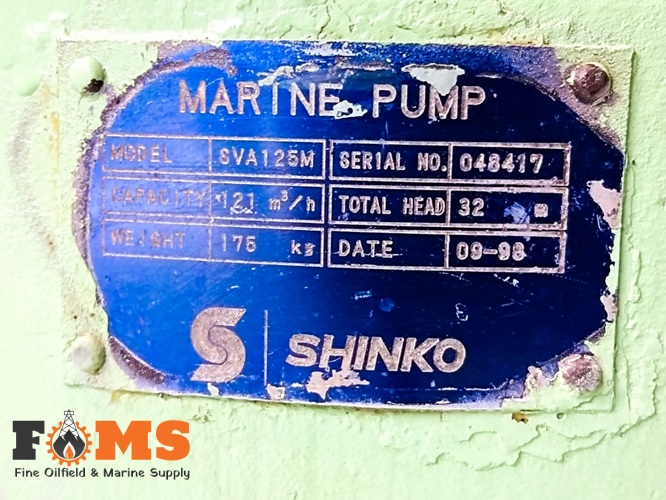 MARINE PUMP
MODEL SVA125M SERIAL NO. 048417
CAPACITY 121 m³/h TOTAL HEAD 32 m
WEIGHT 175 kg DATE 09-98
S SHINKO
FOMS
Fine Oilfield & Marine Supply